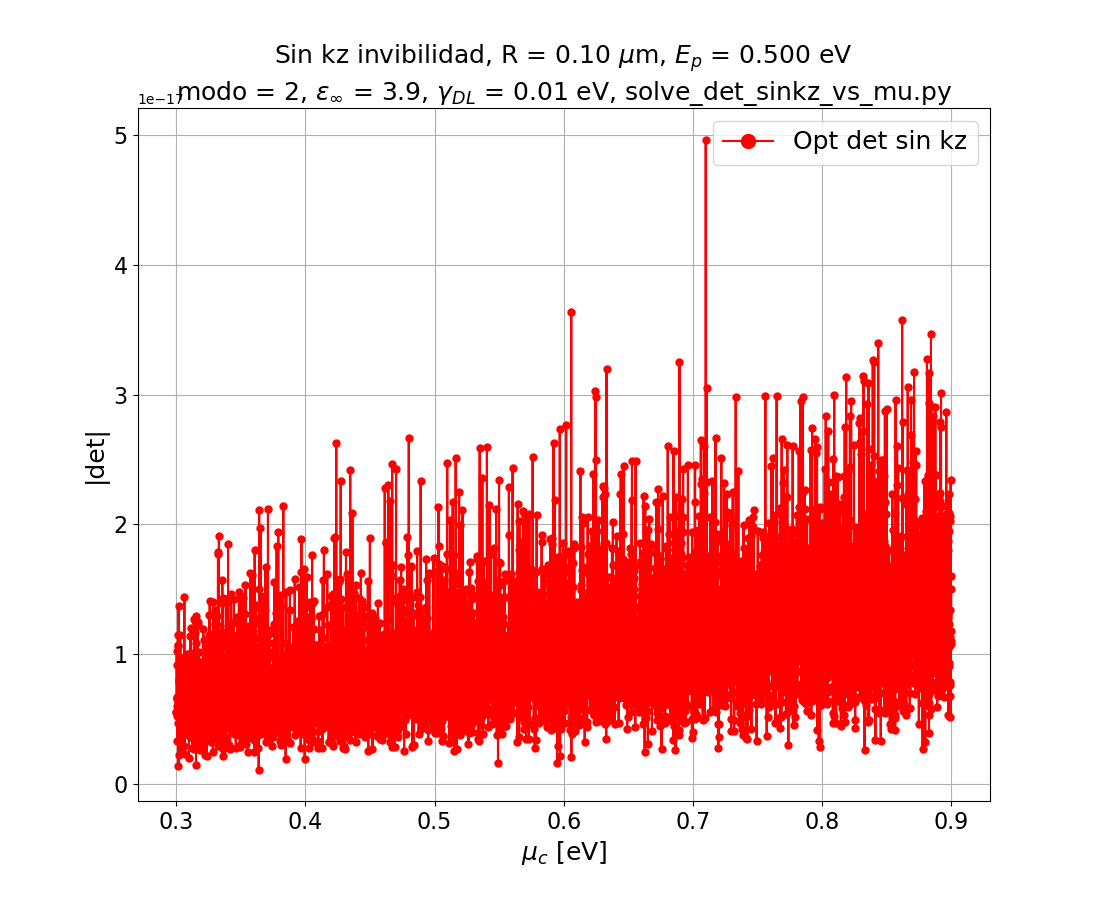 Sin kz invibilidad, R = 0.10 μm, E_p = 0.500 eV
modo = 2, ε_∞ = 3.9, γ_DL = 0.01 eV, solve_det_sinkz_vs_mu.py
1e−17
Opt det sin kz
5
4
3
2
1
0
|det|
0.3 0.4 0.5 0.6 0.7 0.8 0.9
μ_c [eV]